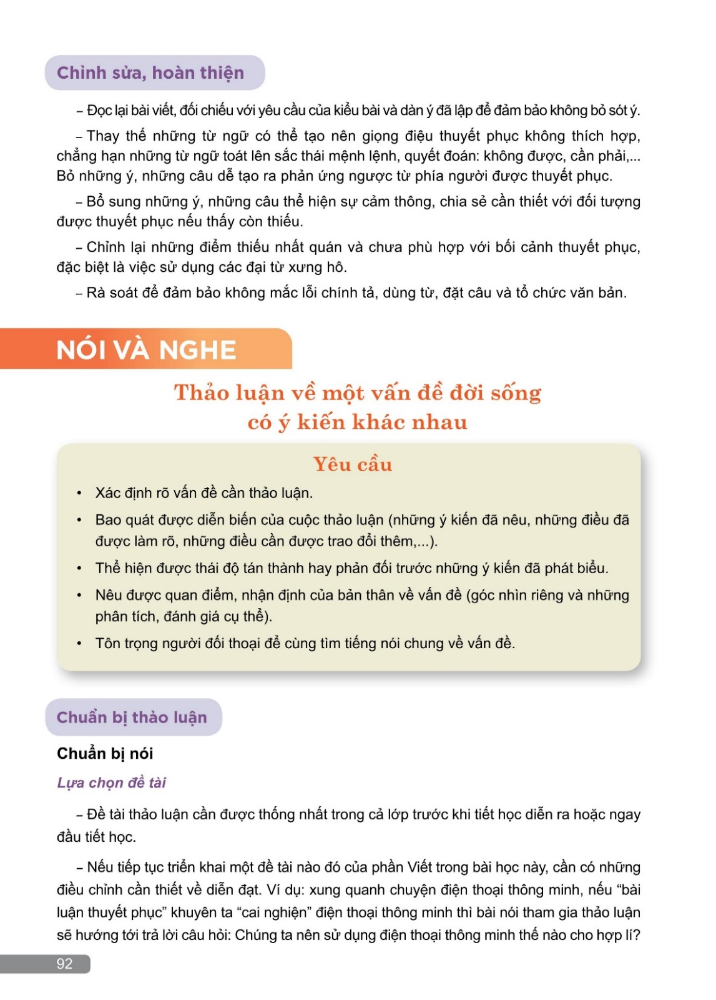 Chỉnh sửa, hoàn thiện
– Đọc lại bài viết, đối chiếu với yêu cầu của kiểu bài và dàn ý đã lập để đảm bảo không bỏ sót ý.
– Thay thế những từ ngữ có thể tạo nên giọng điệu thuyết phục không thích hợp,
chẳng hạn những từ ngữ toát lên sắc thái mệnh lệnh, quyết đoán: không được, cần phải,...
Bỏ những ý, những câu dễ tạo ra phản ứng ngược từ phía người được thuyết phục.
– Bổ sung những ý, những câu thể hiện sự cảm thông, chia sẻ cần thiết với đối tượng
được thuyết phục nếu thấy còn thiếu.
– Chỉnh lại những điểm thiếu nhất quán và chưa phù hợp với bối cảnh thuyết phục,
đặc biệt là việc sử dụng các đại từ xưng hô.
– Rà soát để đảm bảo không mắc lỗi chính tả, dùng từ, đặt câu và tổ chức văn bản.
NÓI VÀ NGHE
Thảo luận về một vấn đề đời sống
có ý kiến khác nhau
Yêu cầu
• Xác định rõ vấn đề cần thảo luận.
• Bao quát được diễn biến của cuộc thảo luận (những ý kiến đã nêu, những điều đã
được làm rõ, những điều cần được trao đổi thêm,...).
• Thể hiện được thái độ tán thành hay phản đối trước những ý kiến đã phát biểu.
• Nêu được quan điểm, nhận định của bản thân về vấn đề (góc nhìn riêng và những
phân tích, đánh giá cụ thể).
• Tôn trọng người đối thoại để cùng tìm tiếng nói chung về vấn đề.
Chuẩn bị thảo luận
Chuẩn bị nói
Lựa chọn đề tài
– Đề tài thảo luận cần được thống nhất trong cả lớp trước khi tiết học diễn ra hoặc ngay
đầu tiết học.
– Nếu tiếp tục triển khai một đề tài nào đó của phần Viết trong bài học này, cần có những
điều chỉnh cần thiết về diễn đạt. Ví dụ: xung quanh chuyện điện thoại thông minh, nếu “bài
luận thuyết phục” khuyên ta “cai nghiện” điện thoại thông minh thì bài nói tham gia thảo luận
sẽ hướng tới trả lời câu hỏi: Chúng ta nên sử dụng điện thoại thông minh thế nào cho hợp lí?
92